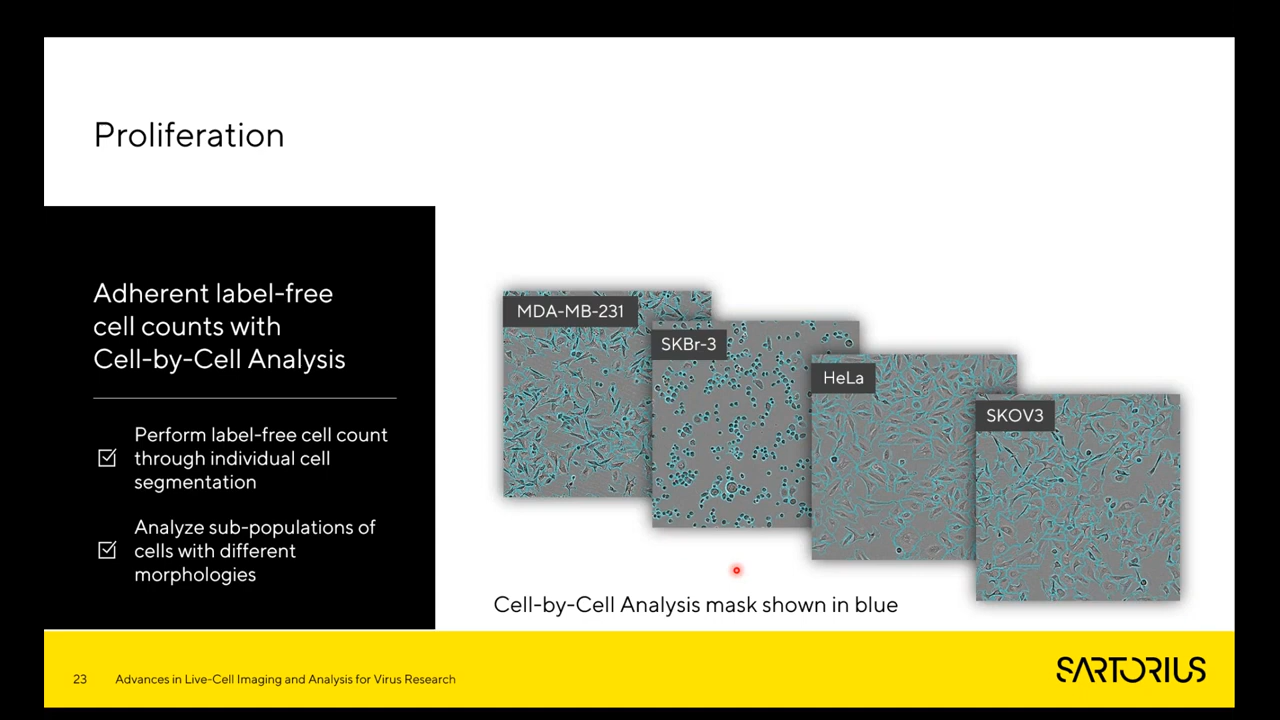 Proliferation
Adherent label-free
cell counts with
Cell-by-Cell Analysis
Perform label-free cell count
through individual cell
segmentation
Analyze sub-populations of
cells with different
morphologies
MDA-MB-231
SKBr-3
HeLa
SKOV3
Cell-by-Cell Analysis mask shown in blue
23 Advances in Live-Cell Imaging and Analysis for Virus Research
SARTORIUS